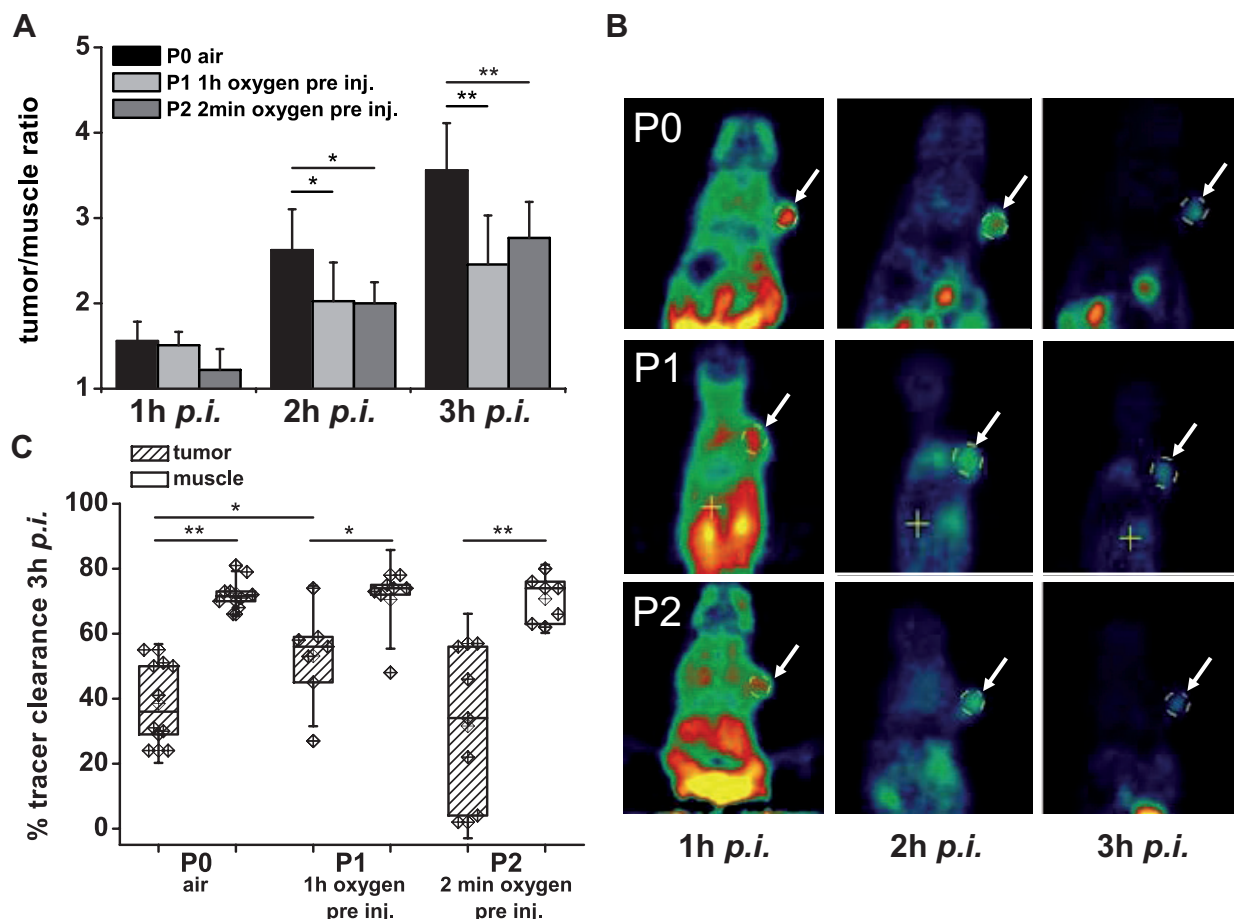 A
5
4
3
2
1
tumor/muscle ratio
P0 air
P1 1h oxygen pre inj.
P2 2min oxygen pre inj.
*
*
**
**
1h p.i.
2h p.i.
3h p.i.
B
P0
P1
P2
1h p.i.
2h p.i.
3h p.i.
C
tumor
muscle
% tracer clearance 3h p.i.
100
80
60
40
20
0
**
*
*
**
P0
air
P1
1h oxygen
pre inj.
P2
2 min oxygen
pre inj.